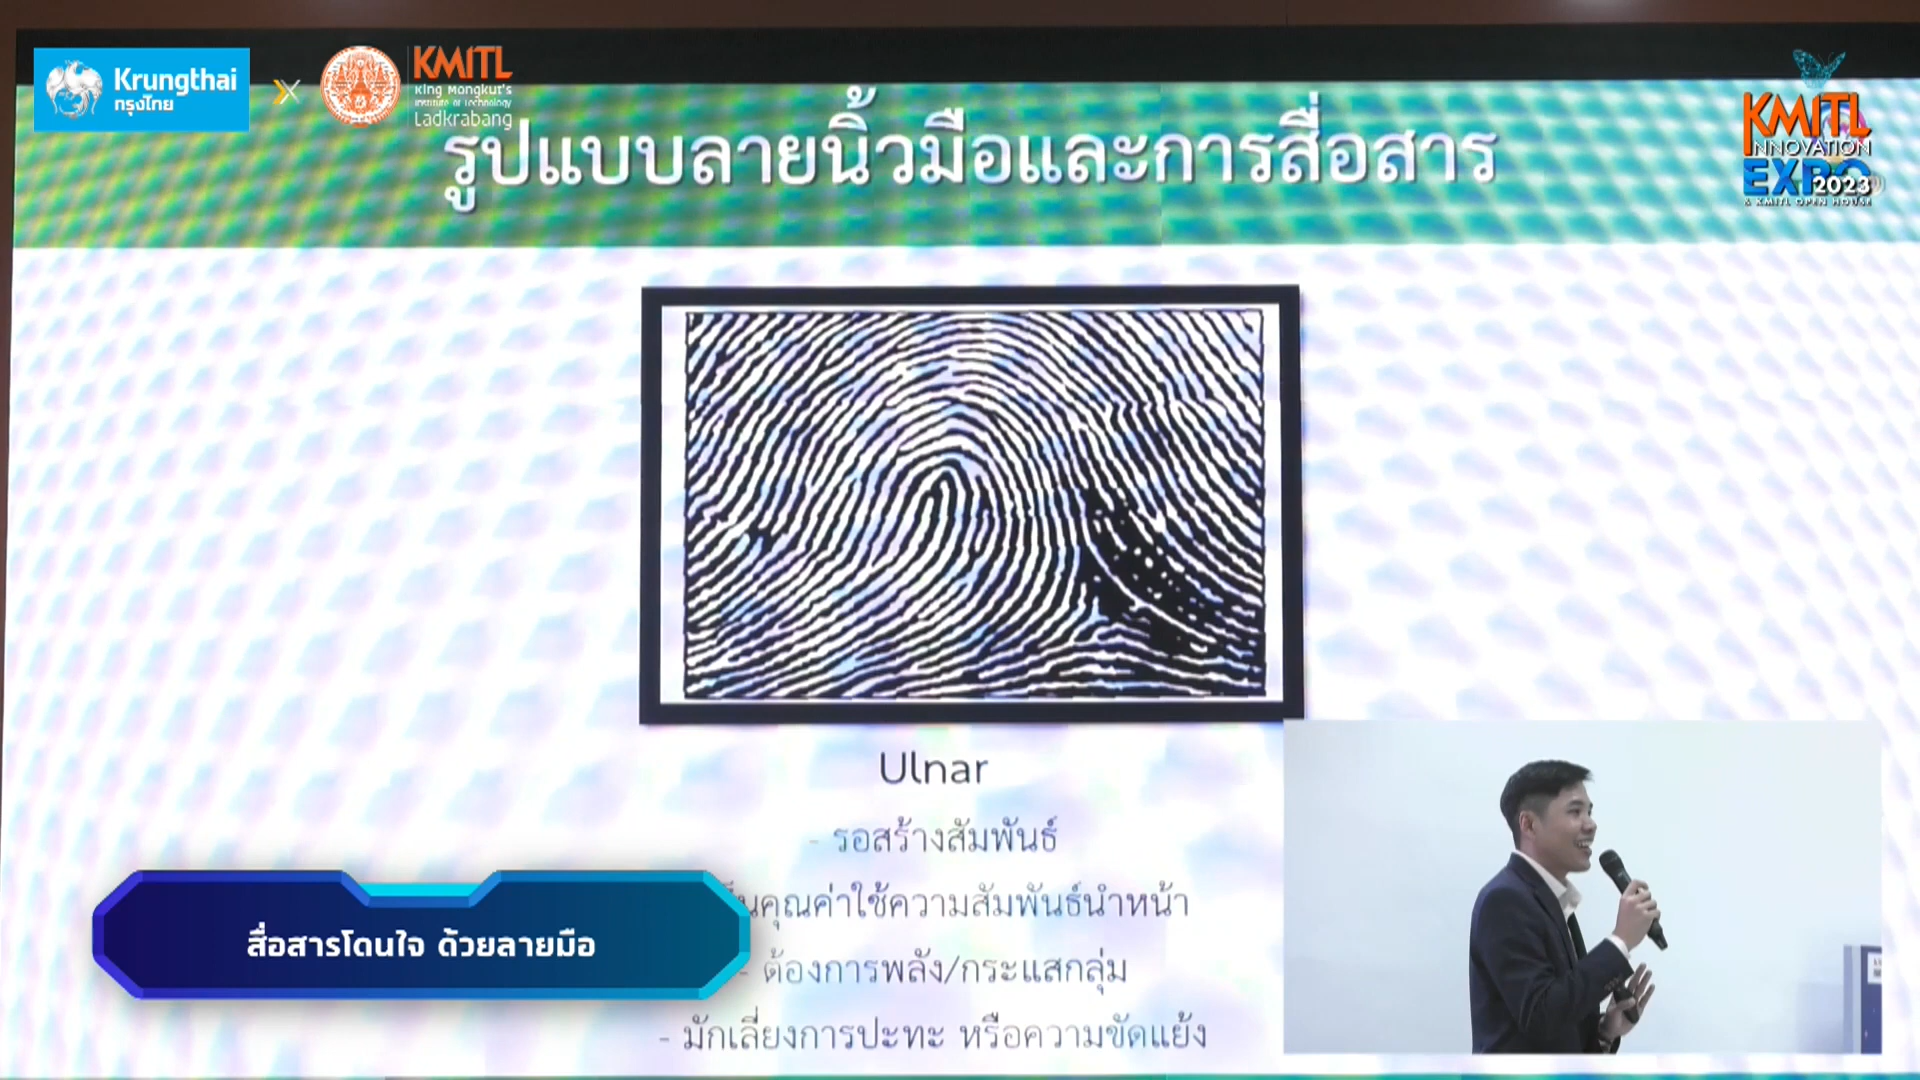 Krungthai
กรุงไทย
KMITL
King Mongkut's
Institute of Technology
Ladkrabang
KMITL
INNOVATION
EXPO
2023
& KMITL OPEN HOUSE
รูปแบบลายนิ้วมือและการสื่อสาร
Ulnar
- รอสร้างสัมพันธ์
คุณค่าใช้ความสัมพันธ์นำหน้า
- ต้องการพลัง/กระแสกลุ่ม
- มักเลี่ยงการปะทะ หรือความขัดแย้ง
สื่อสารโดนใจ ด้วยลายมือ